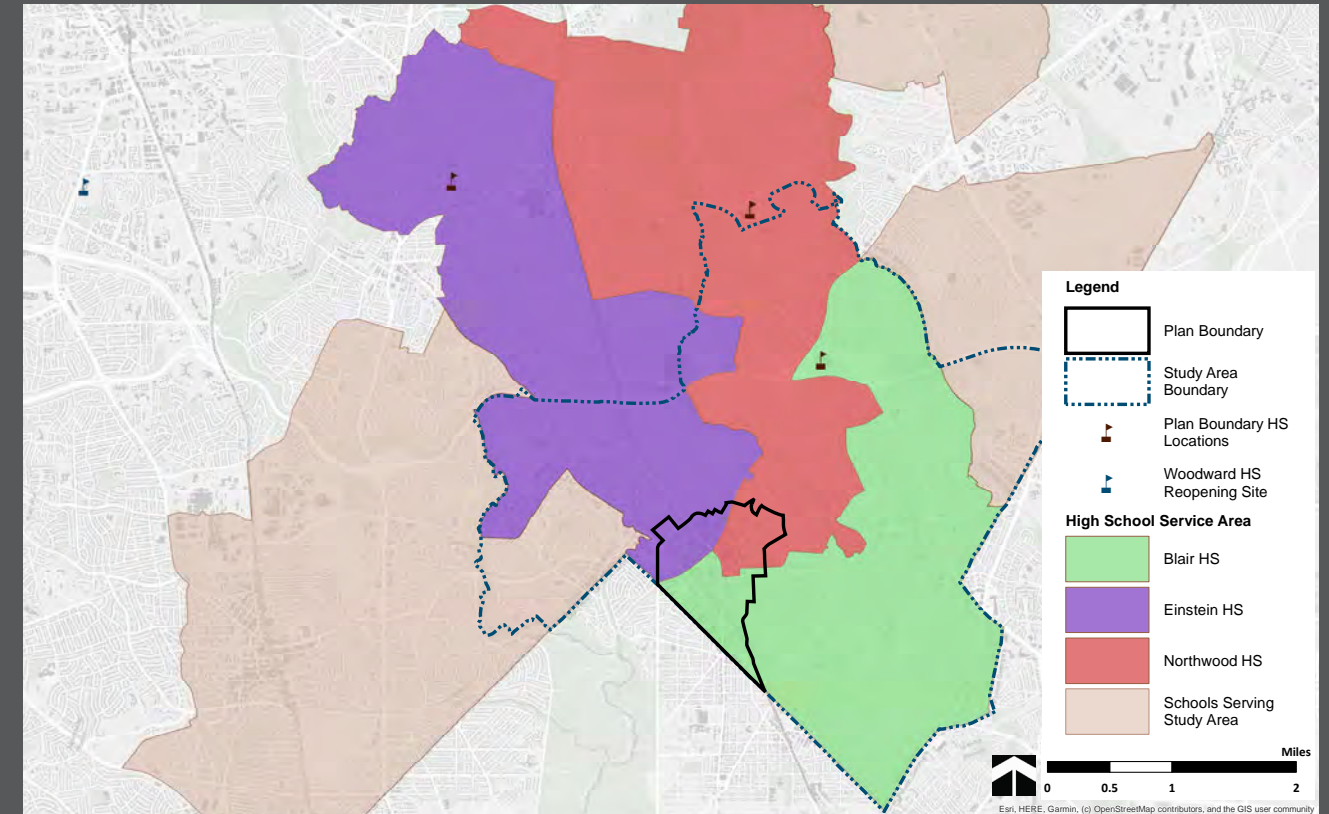 Legend
Plan Boundary
Study Area
Boundary
Plan Boundary HS
Locations
Woodward HS
Reopening Site
High School Service Area
Blair HS
Einstein HS
Northwood HS
Schools Serving
Study Area
Miles
0 0.5 1 2
Esri, HERE, Garmin, (c) OpenStreetMap contributors, and the GIS user community